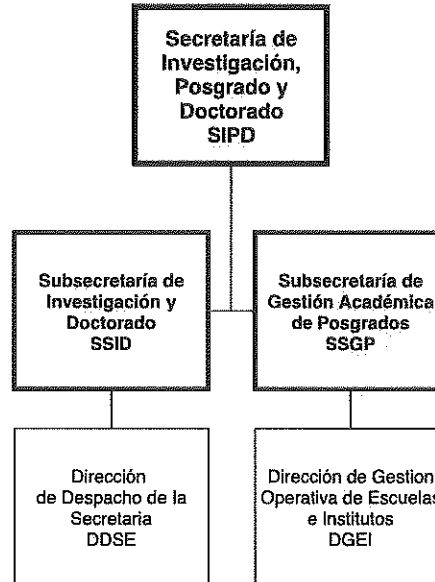 Secretaría de
Investigación,
Posgrado y
Doctorado
SIPD
Subsecretaría de
Investigación y
Doctorado
SSID
Subsecretaría de
Gestión Académica
de Posgrados
SSGP
Dirección
de Despacho de la
Secretaria
DDSE
Dirección de Gestion
Operativa de Escuelas
e Institutos
DGEI